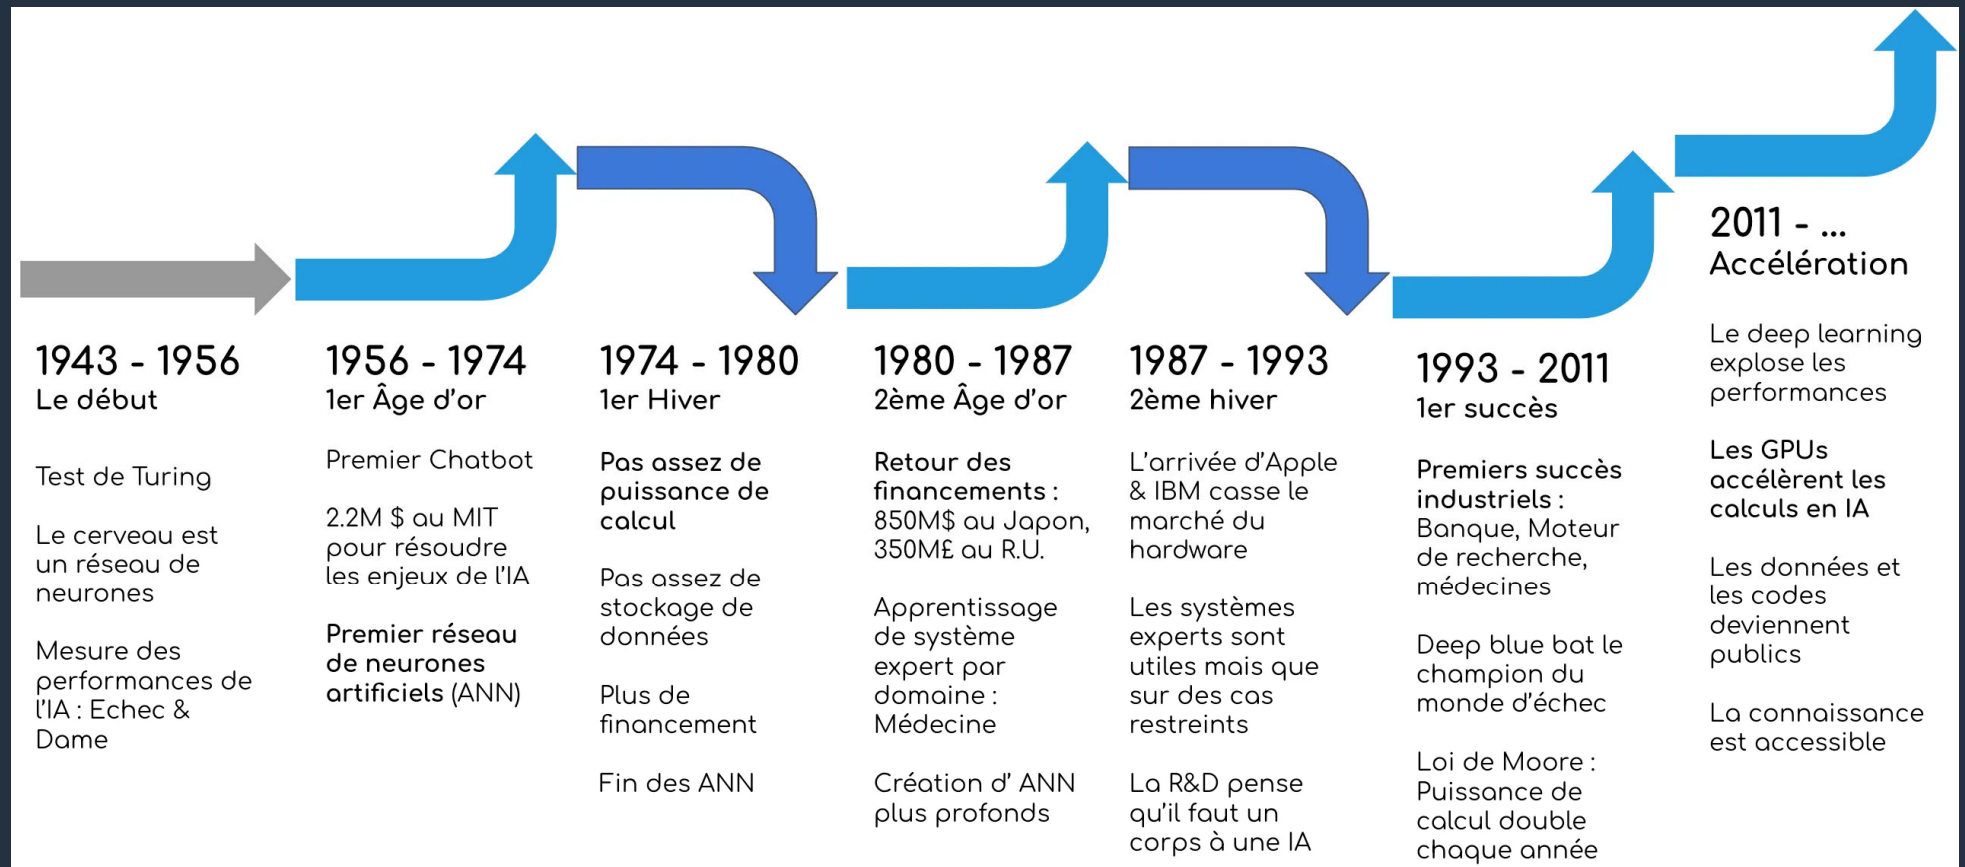 1943 - 1956
Le début
Test de Turing
Le cerveau est
un réseau de
neurones
Mesure des
performances de
l'IA : Echec &
Dame
1956 - 1974
1er Âge d'or
Premier Chatbot
2.2M $ au MIT
pour résoudre
les enjeux de l'IA
Premier réseau
de neurones
artificiels (ANN)
1974 - 1980
1er Hiver
Pas assez de
puissance de
calcul
Pas assez de
stockage de
données
Plus de
financement
Fin des ANN
1980 - 1987
2ème Âge d'or
Retour des
financements :
850M$ au Japon,
350M£ au R.U.
Apprentissage
de système
expert par
domaine :
Médecine
Création d' ANN
plus profonds
1987 - 1993
2ème hiver
L'arrivée d'Apple
& IBM casse le
marché du
hardware
Les systèmes
experts sont
utiles mais que
sur des cas
restreints
La R&D pense
qu'il faut un
corps à une IA
1993 - 2011
1er succès
Premiers succès
industriels :
Banque, Moteur
de recherche,
médecines
Deep blue bat le
champion du
monde d'échec
Loi de Moore :
Puissance de
calcul double
chaque année
2011 - ...
Accélération
Le deep learning
explose les
performances
Les GPUs
accélèrent les
calculs en IA
Les données et
les codes
deviennent
publics
La connaissance
est accessible